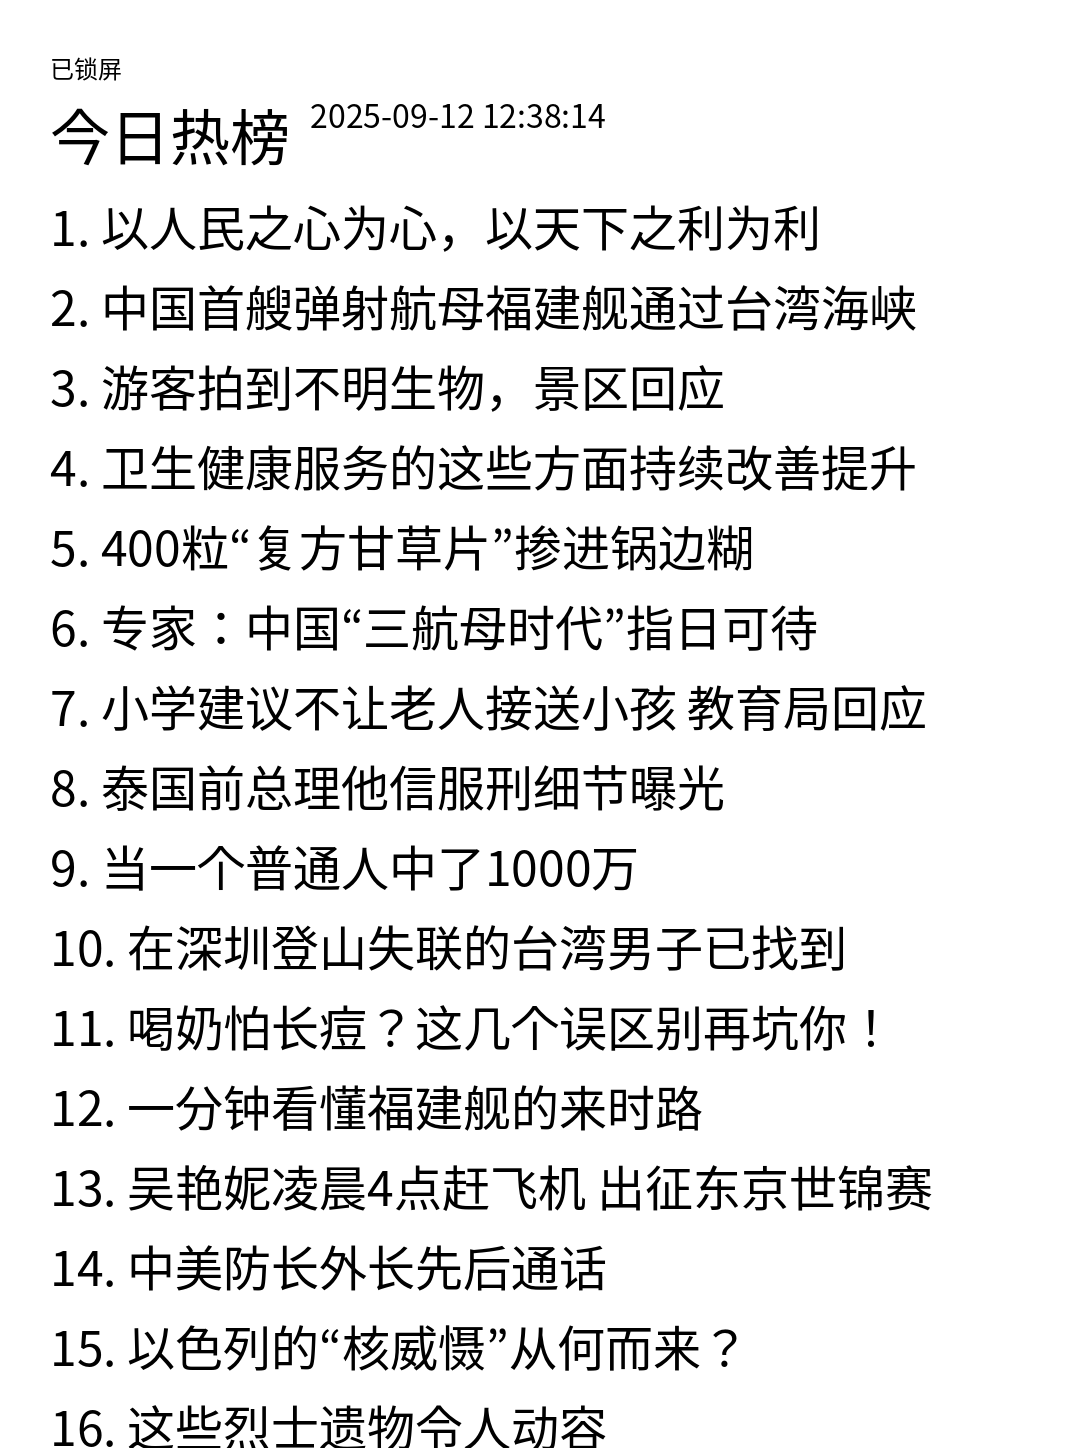 已锁屏
今日热榜 2025-09-12 12:38:14
1. 以人民之心为心，以天下之利为利
2. 中国首艘弹射航母福建舰通过台湾海峡
3. 游客拍到不明生物，景区回应
4. 卫生健康服务的这些方面持续改善提升
5. 400粒“复方甘草片”掺进锅边糊
6. 专家：中国“三航母时代”指日可待
7. 小学建议不让老人接送小孩 教育局回应
8. 泰国前总理他信服刑细节曝光
9. 当一个普通人中了1000万
10. 在深圳登山失联的台湾男子已找到
11. 喝奶怕长痘？这几个误区别再坑你！
12. 一分钟看懂福建舰的来时路
13. 吴艳妮凌晨4点赶飞机 出征东京世锦赛
14. 中美防长外长先后通话
15. 以色列的“核威慑”从何而来？
16. 这些烈士遗物令人动容